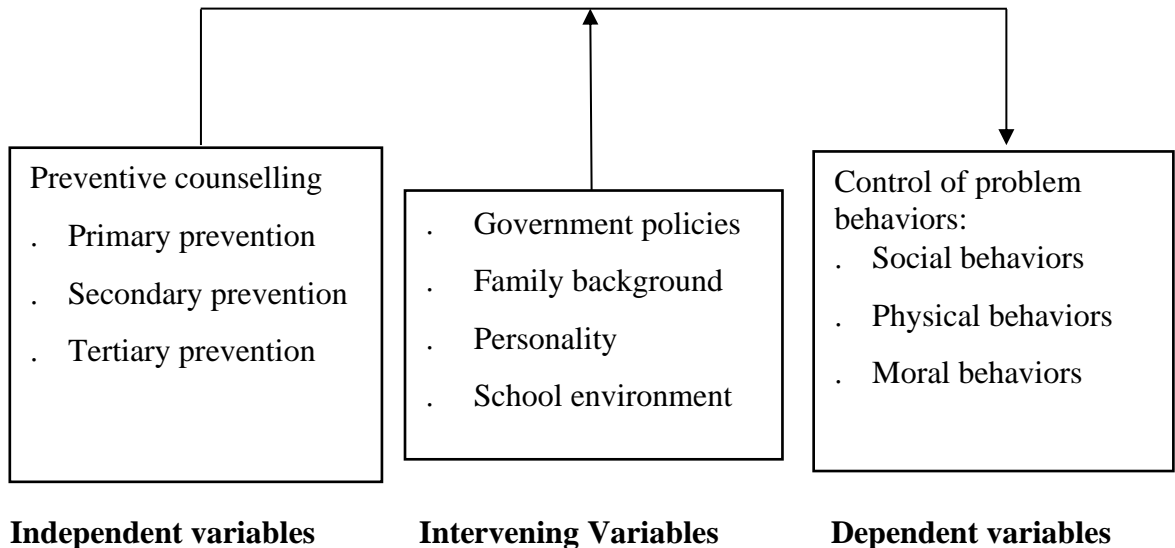 Preventive counselling
. Primary prevention
. Secondary prevention
. Tertiary prevention
. Government policies
. Family background
. Personality
. School environment
Control of problem
behaviors:
. Social behaviors
. Physical behaviors
. Moral behaviors
Independent variables
Intervening Variables
Dependent variables